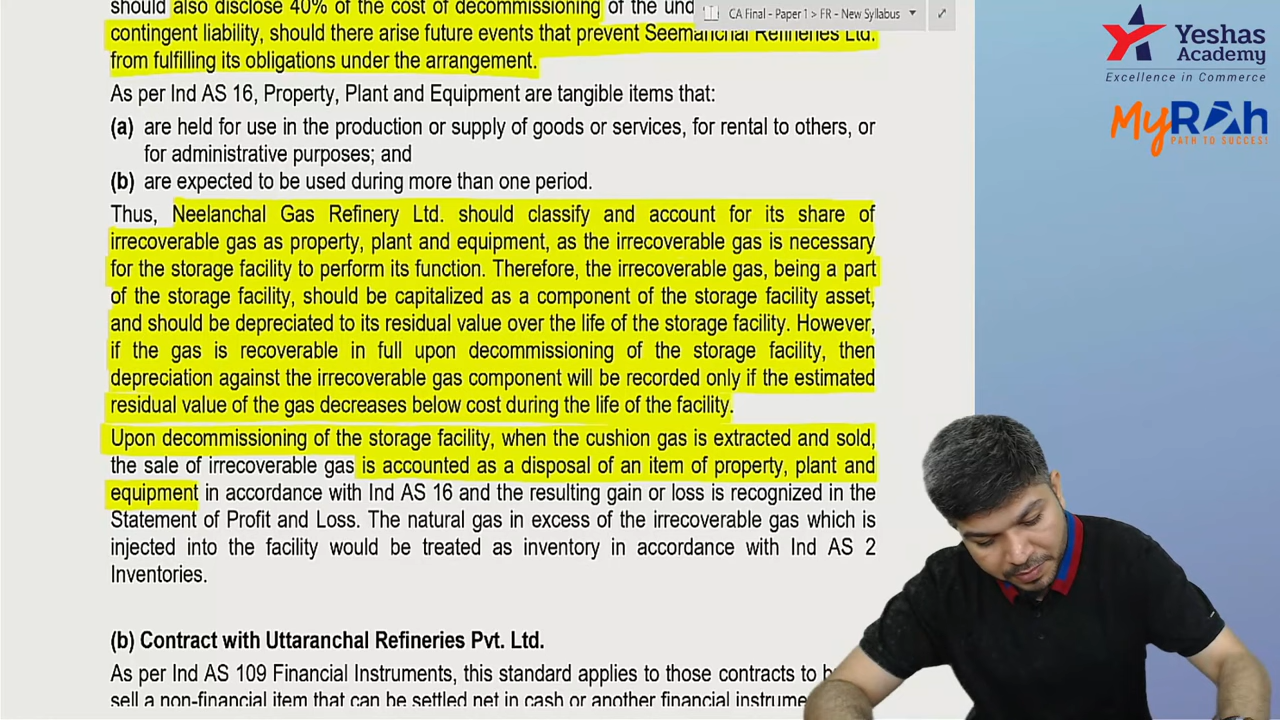 should also disclose 40% of the cost of decommissioning of the und
CA Final - Paper 1 > FR - New Syllabus
contingent liability, should there arise future events that prevent Seemanchal Refineries Ltd.
from fulfilling its obligations under the arrangement.
As per Ind AS 16, Property, Plant and Equipment are tangible items that:
(a) are held for use in the production or supply of goods or services, for rental to others, or
for administrative purposes; and
(b) are expected to be used during more than one period.
Thus, Neelanchal Gas Refinery Ltd. should classify and account for its share of
irrecoverable gas as property, plant and equipment, as the irrecoverable gas is necessary
for the storage facility to perform its function. Therefore, the irrecoverable gas, being a part
of the storage facility, should be capitalized as a component of the storage facility asset,
and should be depreciated to its residual value over the life of the storage facility. However,
if the gas is recoverable in full upon decommissioning of the storage facility, then
depreciation against the irrecoverable gas component will be recorded only if the estimated
residual value of the gas decreases below cost during the life of the facility.
Upon decommissioning of the storage facility, when the cushion gas is extracted and sold,
the sale of irrecoverable gas is accounted as a disposal of an item of property, plant and
equipment in accordance with Ind AS 16 and the resulting gain or loss is recognized in the
Statement of Profit and Loss. The natural gas in excess of the irrecoverable gas which is
injected into the facility would be treated as inventory in accordance with Ind AS 2
Inventories.
(b) Contract with Uttaranchal Refineries Pvt. Ltd.
As per Ind AS 109 Financial Instruments, this standard applies to those contracts to b
sell a non-financial item that can be settled net in cash or another financial instrume
Yeshas
Academy
Excellence in Commerce
MyRAh
PATH TO SUCCESS